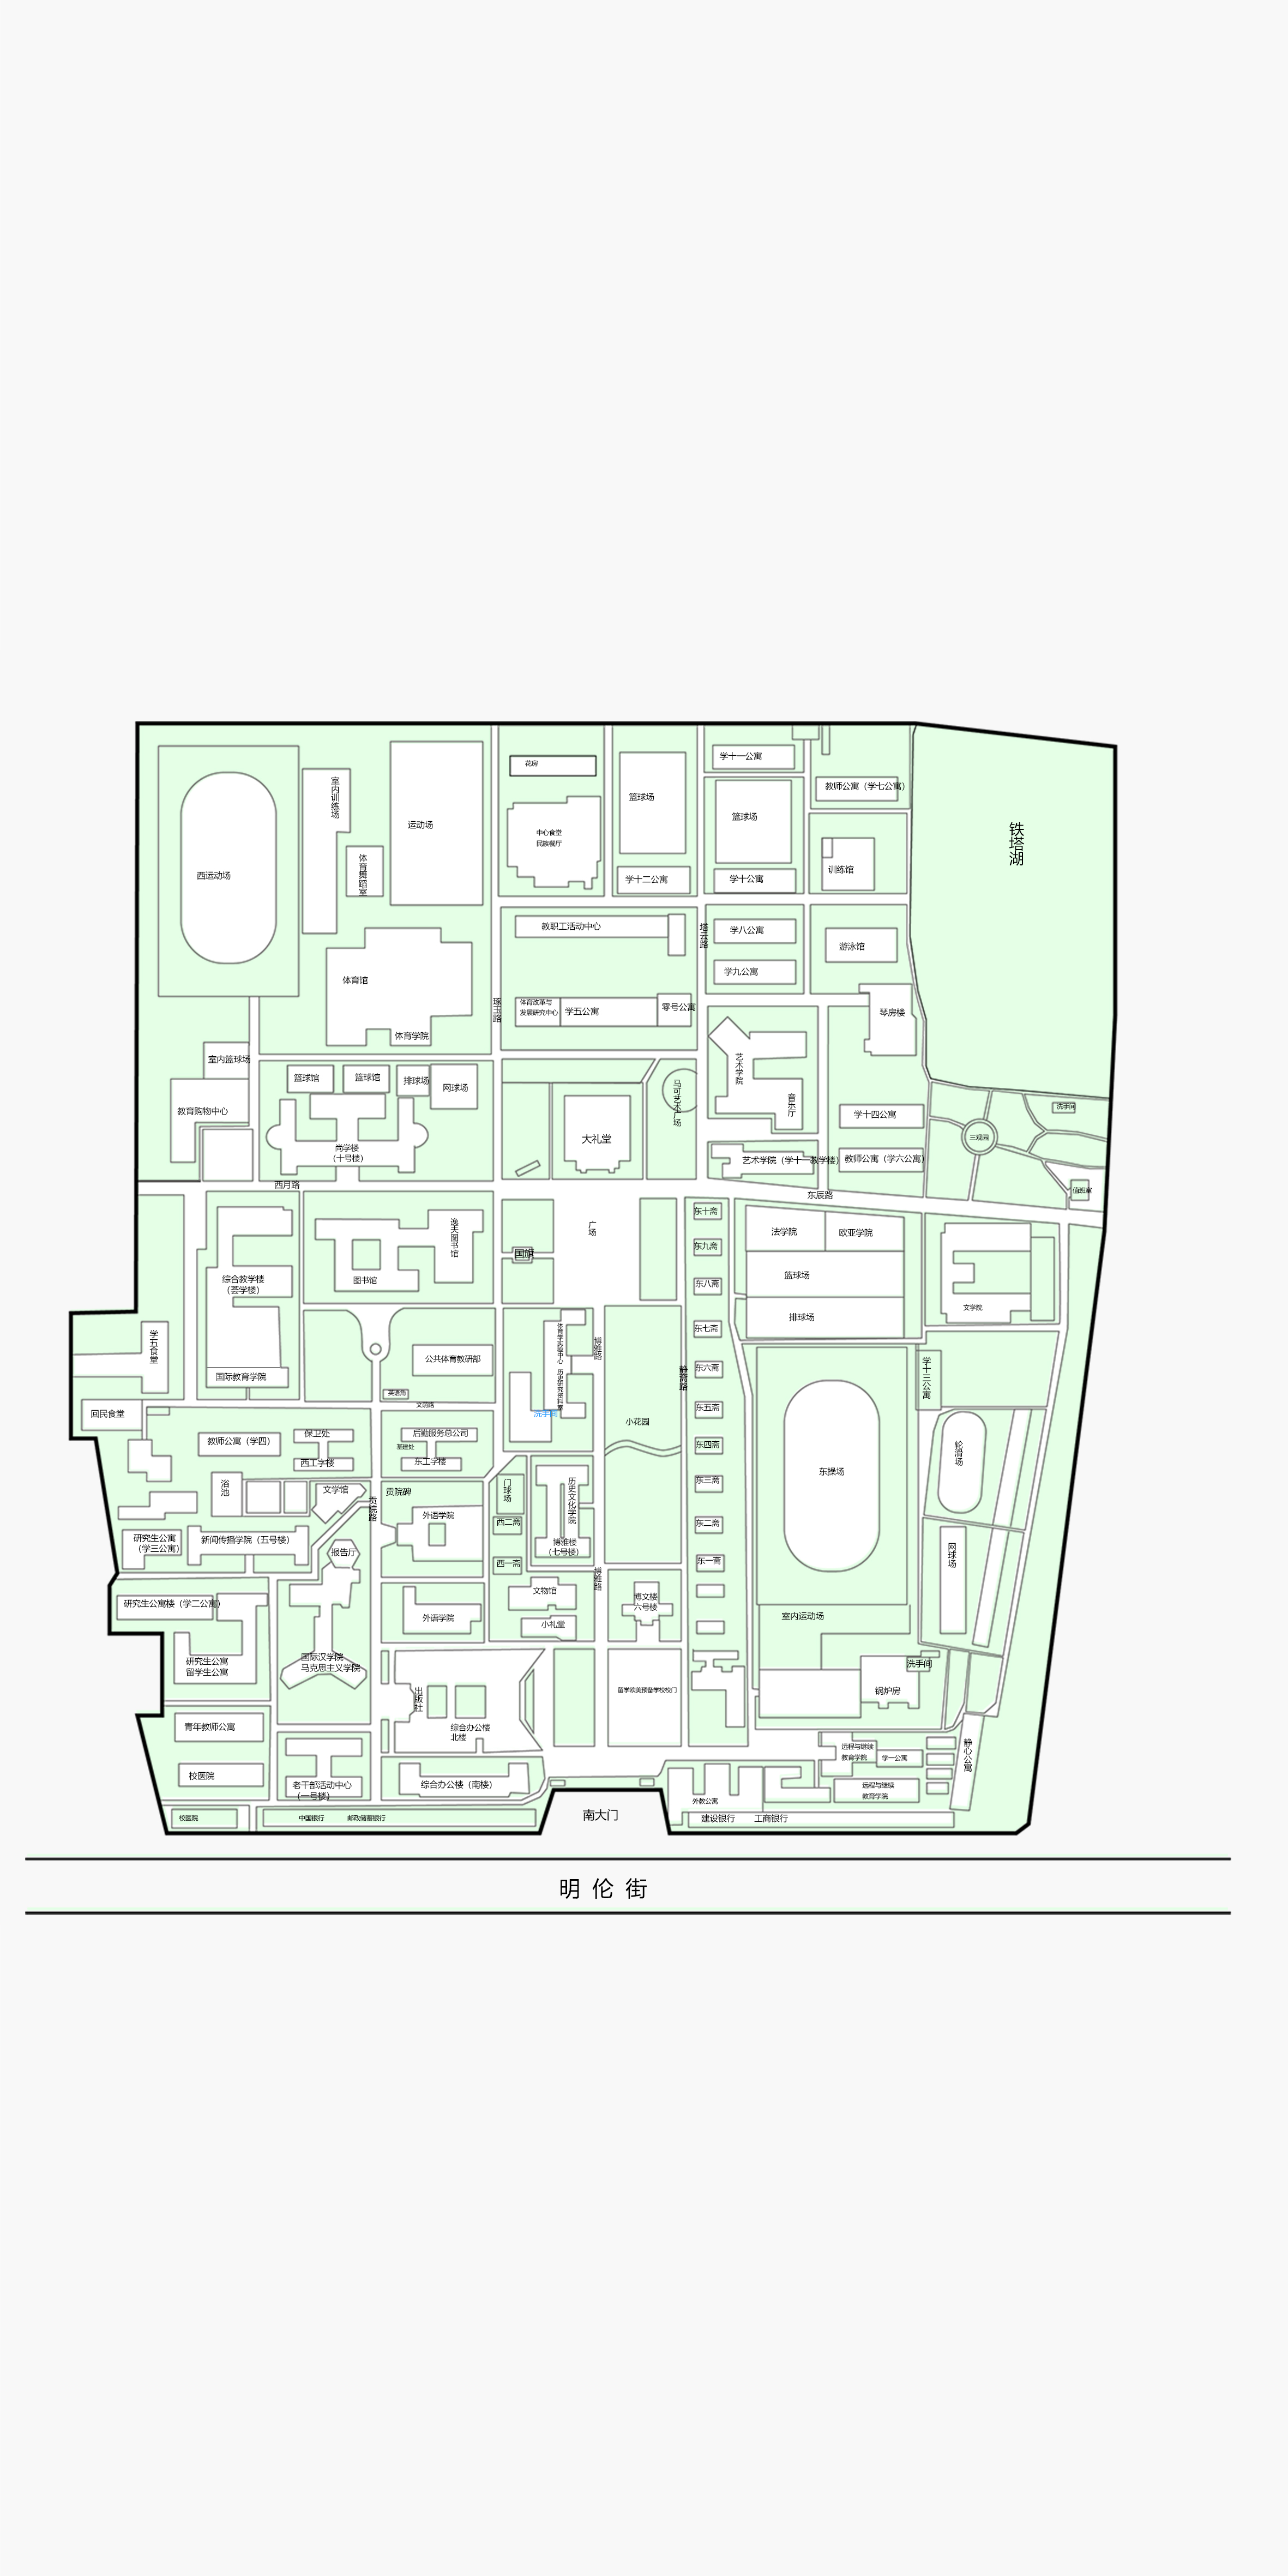 花房
学十一公寓
教师公寓（学七公寓）
室内训练场
篮球场
篮球场
运动场
铁塔湖
中心食堂
民族餐厅
体育舞蹈室
西运动场
学十二公寓
学十公寓
训练馆
教职工活动中心
塔云路
学八公寓
游泳馆
体育馆
学九公寓
琢玉路
体育改革与
发展研究中心
学五公寓
零号公寓
琴房楼
体育学院
室内篮球场
篮球馆
篮球馆
排球场
网球场
马可艺术广场
艺术学院
音乐厅
教育购物中心
学十四公寓
洗手间
大礼堂
三观园
尚学楼
（十号楼）
艺术学院（学十一教学楼）
教师公寓（学六公寓）
西月路
东辰路
值班室
东十斋
广场
逸夫图书馆
法学院
欧亚学院
国旗
东九斋
综合教学楼
（荟学楼）
图书馆
东八斋
篮球场
文学院
学五食堂
体育学实验中心
历史研究资料室
博雅路
东七斋
排球场
公共体育教研部
静斋路
东六斋
学十三公寓
国际教育学院
英语角
文荫路
回民食堂
洗手间
东五斋
小花园
教师公寓（学四）
保卫处
后勤服务总公司
基建处
东四斋
轮滑场
西工字楼
东工字楼
东操场
浴池
文学馆
贡院碑
贡院路
门球场
历史文化学院
东三斋
外语学院
西二斋
东二斋
研究生公寓
（学三公寓）
新闻传播学院（五号楼）
报告厅
博雅楼
（七号楼）
网球场
西一斋
东一斋
博雅路
文物馆
研究生公寓楼（学二公寓）
博文楼
六号楼
外语学院
小礼堂
室内运动场
研究生公寓
留学生公寓
国际汉学院
马克思主义学院
洗手间
出版社
留学欧美预备学校校门
锅炉房
青年教师公寓
综合办公楼
北楼
静心公寓
远程与继续
教育学院
学一公寓
校医院
老干部活动中心
（一号楼）
综合办公楼（南楼）
远程与继续
教育学院
外教公寓
校医院
中国银行
邮政储蓄银行
南大门
建设银行
工商银行
明伦街